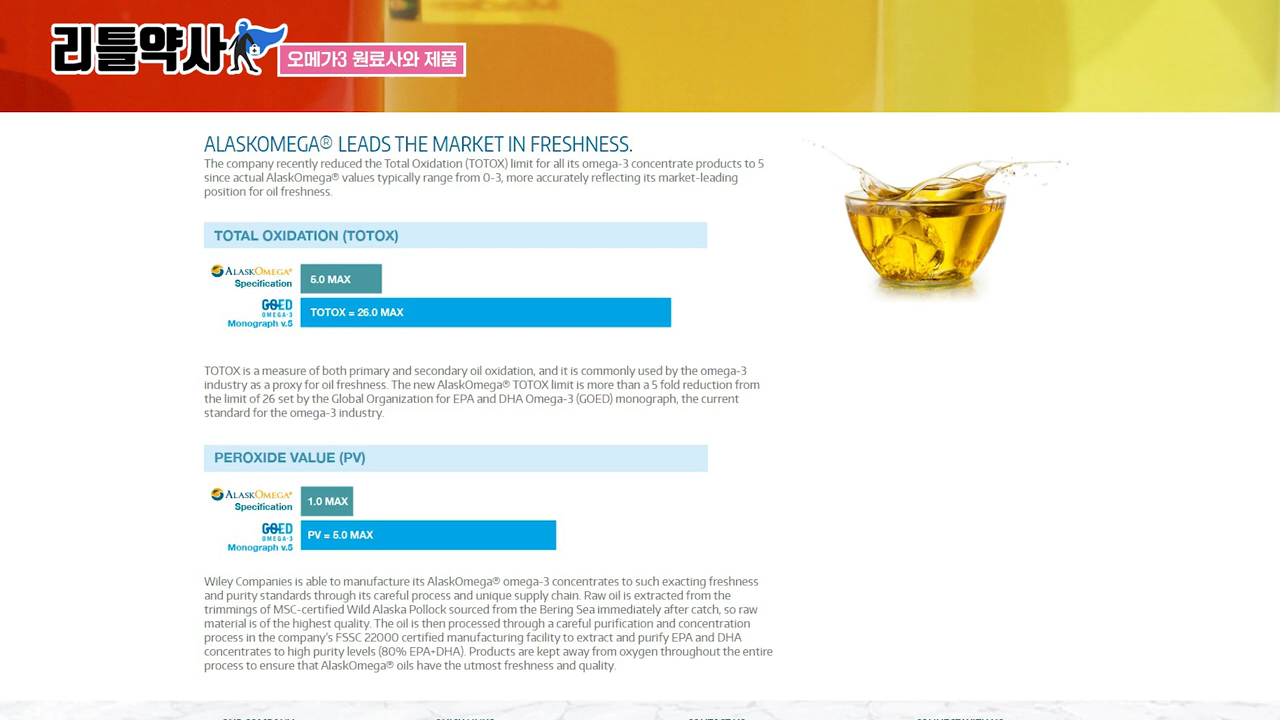 리틀약사
오메가3 원료사와 제품
ALASKOMEGA® LEADS THE MARKET IN FRESHNESS.
The company recently reduced the Total Oxidation (TOTOX) limit for all its omega-3 concentrate products to 5
since actual AlaskOmega® values typically range from 0-3, more accurately reflecting its market-leading
position for oil freshness.
TOTAL OXIDATION (TOTOX)
ALASKOMEGA®
Specification
5.0 MAX
GOED
OMEGA-3
Monograph v.5
TOTOX = 26.0 MAX
TOTOX is a measure of both primary and secondary oil oxidation, and it is commonly used by the omega-3
industry as a proxy for oil freshness. The new AlaskOmega® TOTOX limit is more than a 5 fold reduction from
the limit of 26 set by the Global Organization for EPA and DHA Omega-3 (GOED) monograph, the current
standard for the omega-3 industry.
PEROXIDE VALUE (PV)
ALASKOMEGA®
Specification
1.0 MAX
GOED
OMEGA-3
Monograph v.5
PV = 5.0 MAX
Wiley Companies is able to manufacture its AlaskOmega® omega-3 concentrates to such exacting freshness
and purity standards through its careful process and unique supply chain. Raw oil is extracted from the
trimmings of MSC-certified Wild Alaska Pollock sourced from the Bering Sea immediately after catch, so raw
material is of the highest quality. The oil is then processed through a careful purification and concentration
process in the company's FSSC 22000 certified manufacturing facility to extract and purify EPA and DHA
concentrates to high purity levels (80% EPA+DHA). Products are kept away from oxygen throughout the entire
process to ensure that AlaskOmega® oils have the utmost freshness and quality.